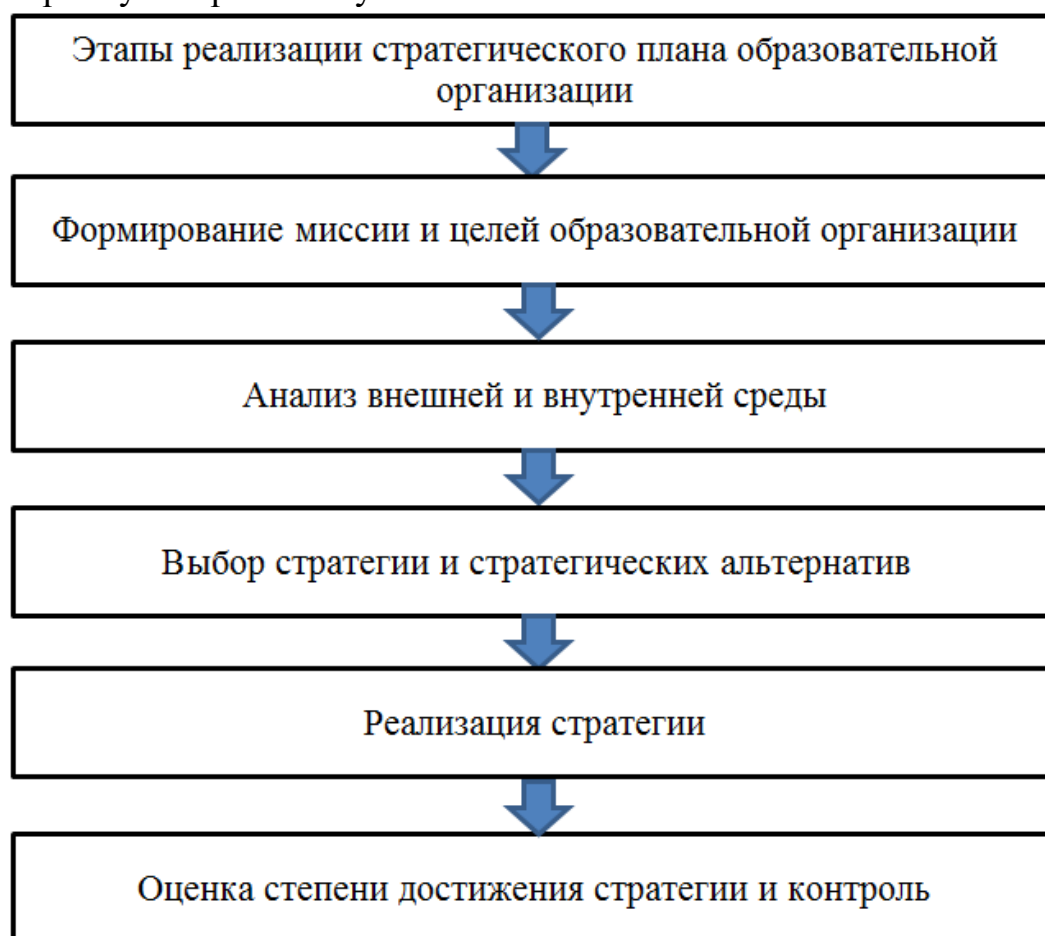 Этапы реализации стратегического плана образовательной
организации
Формирование миссии и целей образовательной организации
Анализ внешней и внутренней среды
Выбор стратегии и стратегических альтернатив
Реализация стратегии
Оценка степени достижения стратегии и контроль